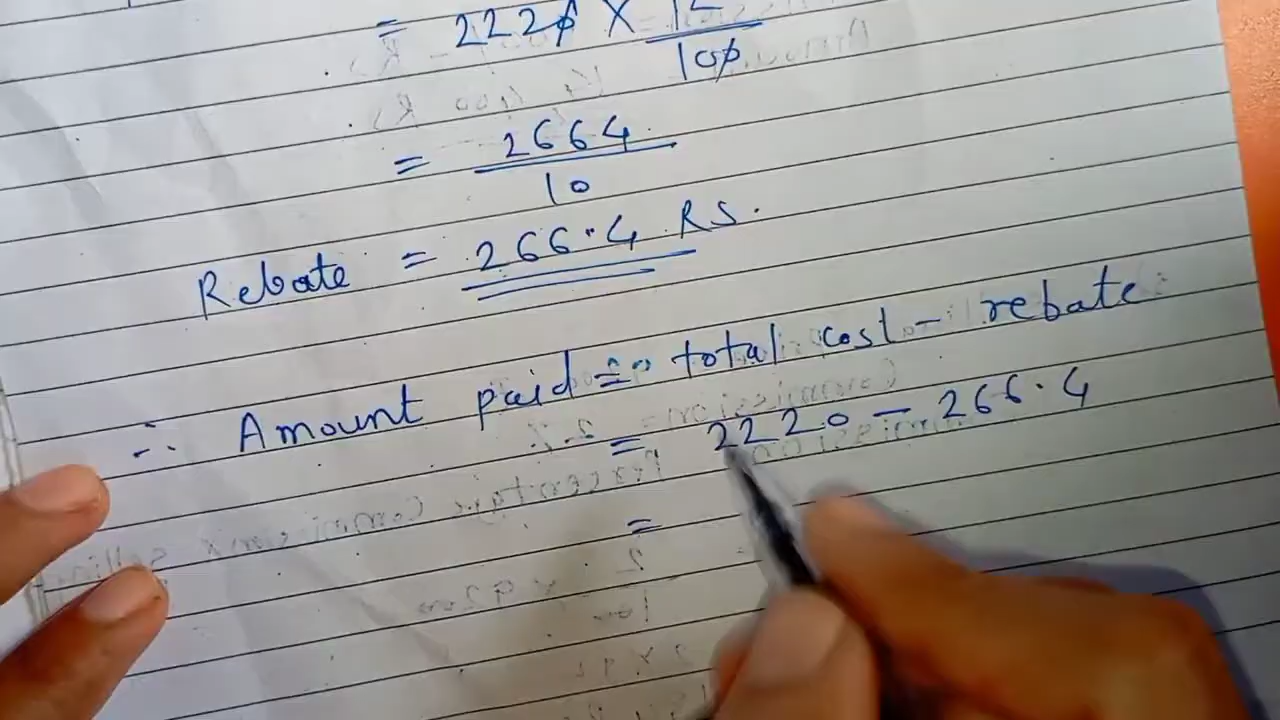 = 2220 × 12
100
= 2664
10
Rebate = 266.4 RS.
∴ Amount paid = total cost - rebate
= 2220 - 266.4
=